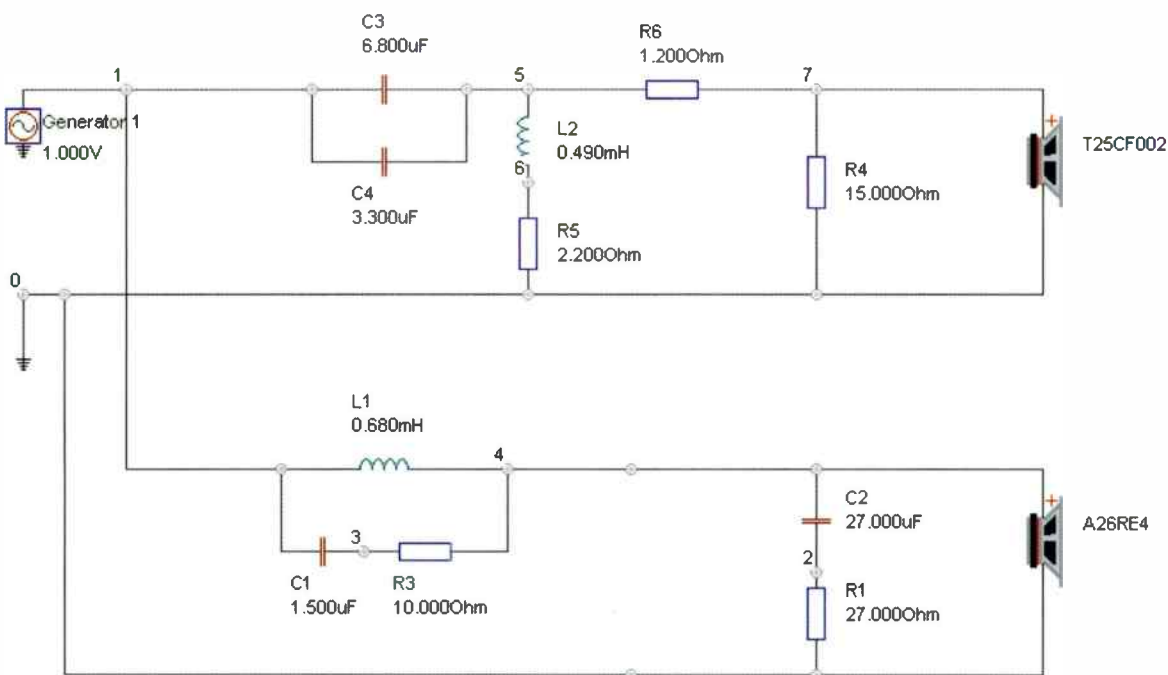 C3
6.800uF
R6
1.200Ohm
1
5
7
Generator 1
1.000V
L2
0.490mH
T25CF002
6
C4
3.300uF
R4
15.000Ohm
R5
2.200Ohm
0
L1
0.680mH
4
C2
27.000uF
A26RE4
3
2
C1
1.500uF
R3
10.000Ohm
R1
27.000Ohm